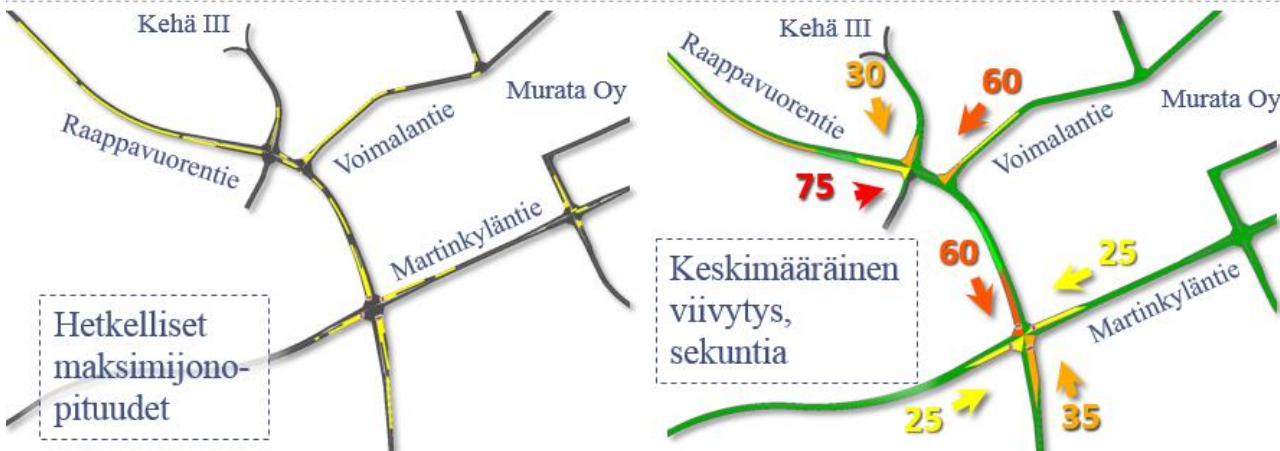 Kehä III
Raappavuorentie
Voimalantie
Murata Oy
Martinkyläntie
Hetkelliset
maksimijono-
pituudet
Kehä III
Raappavuorentie
30
60
Murata Oy
Voimalantie
75
60
25
Keskimääräinen
viivytys,
sekuntia
Martinkyläntie
25
35